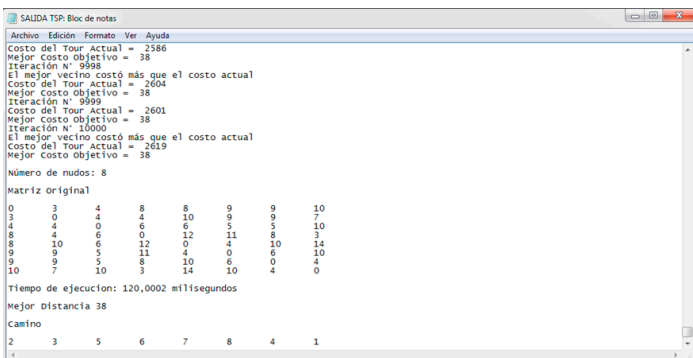 SALIDA TSP: Bloc de notas
Archivo Edición Formato Ver Ayuda
Costo del Tour Actual = 2586
Mejor Costo Objetivo = 38
Iteración N° 9998
El mejor vecino costó más que el costo actual
Costo del Tour Actual = 2604
Mejor Costo Objetivo = 38
Iteración N° 9999
Costo del Tour Actual = 2601
Mejor Costo Objetivo = 38
Iteración N° 10000
El mejor vecino costó más que el costo actual
Costo del Tour Actual = 2619
Mejor Costo Objetivo = 38
Número de nudos: 8
Matriz Original
0 3 4 8 8 9 9 10
3 0 4 4 10 9 9 7
4 4 0 6 6 5 5 10
8 4 6 0 12 11 8 3
8 10 6 12 0 4 10 14
9 9 5 11 4 0 6 10
9 9 5 8 10 6 0 4
10 7 10 3 14 10 4 0
Tiempo de ejecucion: 120,0002 milisegundos
Mejor Distancia 38
Camino
2 3 5 6 7 8 4 1